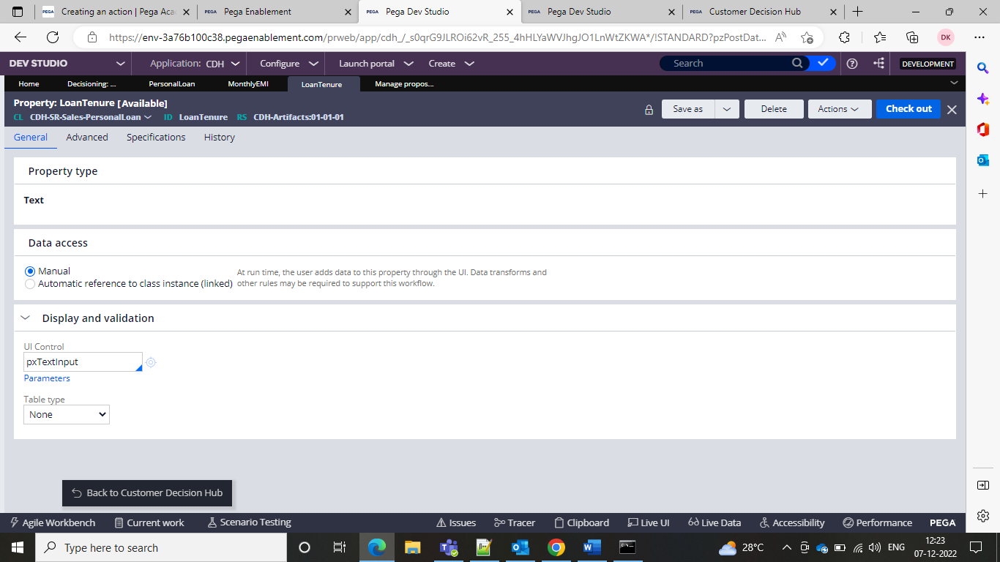 PEGA Creating an action | Pega Aca
PEGA Pega Enablement
PEGA Pega Dev Studio
PEGA Pega Dev Studio
PEGA Customer Decision Hub
https://env-3a76b100c38.pegaenablement.com/prweb/app/cdh_/_s0qrG9JLROi62vR_255_4hHLYaWVJhgJO1LnWtZKWA*/!STANDARD?pzPostDat...
DK
DEV STUDIO
Application: CDH
Configure
Launch portal
Create
Search
DEVELOPMENT
Home
Decisioning: ...
PersonalLoan
MonthlyEMI
LoanTenure
Manage propos...
Property: LoanTenure [Available]
CL CDH-SR-Sales-PersonalLoan ID LoanTenure RS CDH-Artifacts:01-01-01
Save as
Delete
Actions
Check out
General
Advanced
Specifications
History
Property type
Text
Data access
Manual
Automatic reference to class instance (linked)
At run time, the user adds data to this property through the UI. Data transforms and
other rules may be required to support this workflow.
Display and validation
UI Control
pxTextInput
Parameters
Table type
None
Back to Customer Decision Hub
Agile Workbench
Current work
Scenario Testing
Issues
Tracer
Clipboard
Live UI
Live Data
Accessibility
Performance
PEGA
Type here to search
28°C
ENG
12:23
07-12-2022